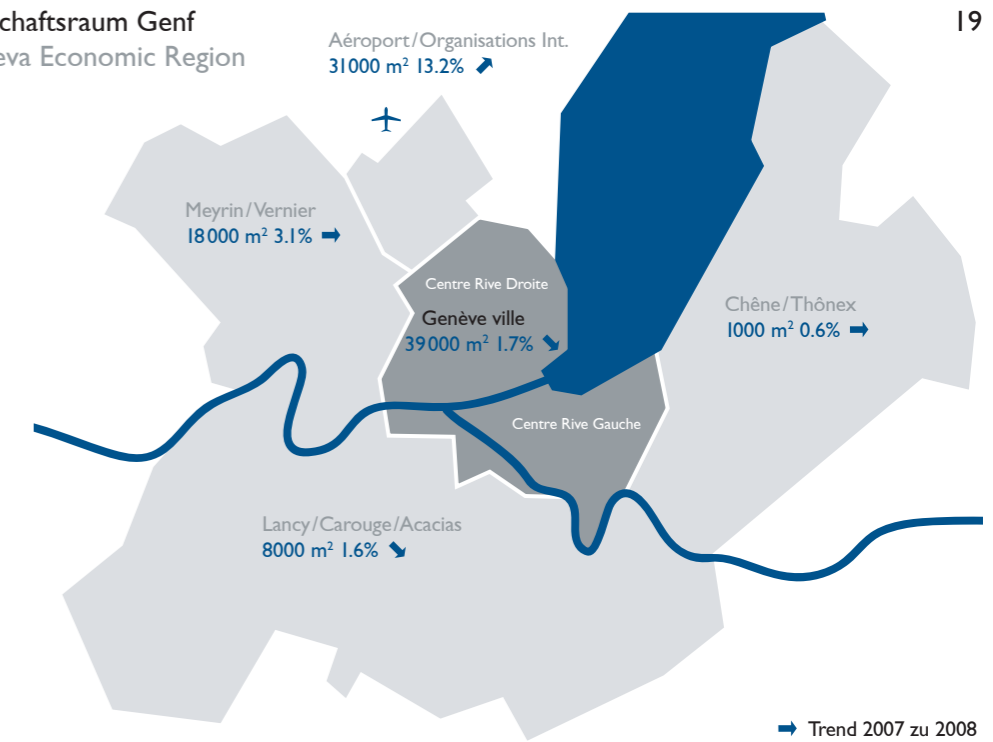 chaftsraum Genf
eva Economic Region
19
Aéroport/Organisations Int.
31000 m² 13.2%
Meyrin/Vernier
18000 m² 3.1%
Centre Rive Droite
Genève ville
39000 m² 1.7%
Chêne/Thônex
1000 m² 0.6%
Centre Rive Gauche
Lancy/Carouge/Acacias
8000 m² 1.6%
Trend 2007 zu 2008